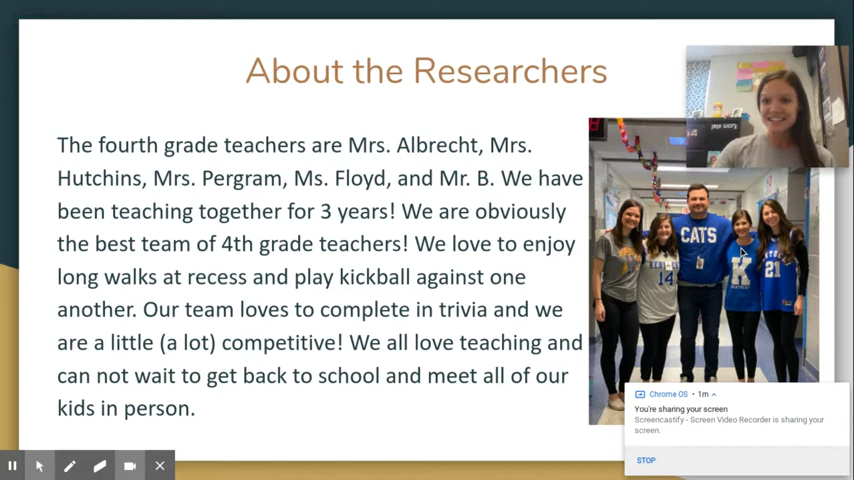 About the Researchers
The fourth grade teachers are Mrs. Albrecht, Mrs.
Hutchins, Mrs. Pergram, Ms. Floyd, and Mr. B. We have
been teaching together for 3 years! We are obviously
the best team of 4th grade teachers! We love to enjoy
long walks at recess and play kickball against one
another. Our team loves to complete in trivia and we
are a little (a lot) competitive! We all love teaching and
can not wait to get back to school and meet all of our
kids in person.
CATS
14
K
21
Chrome OS • 1m
You're sharing your screen
Screencastify - Screen Video Recorder is sharing your
screen.
STOP